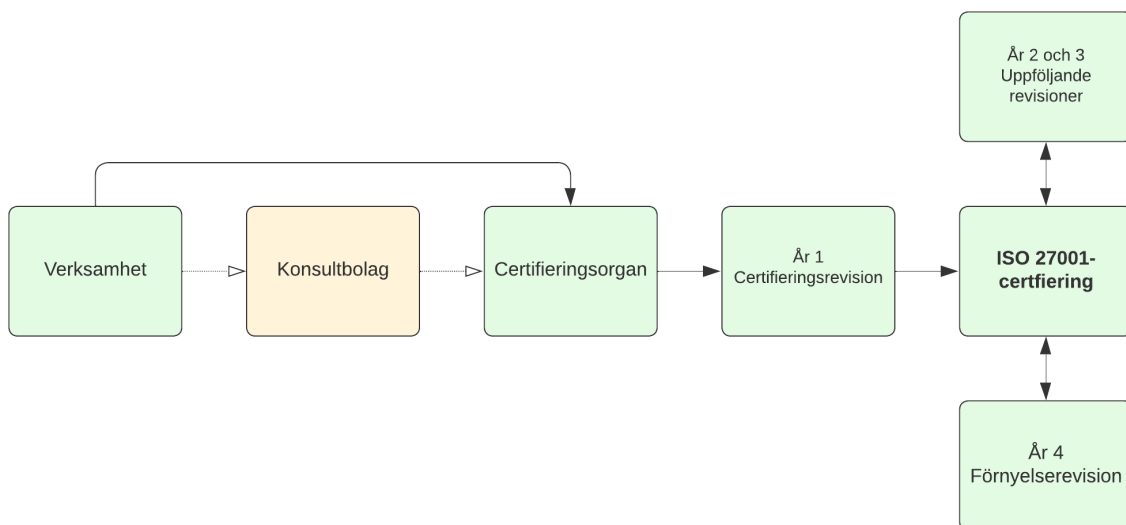 År 2 och 3
Uppföljande
revisioner
Verksamhet
Konsultbolag
Certifieringsorgan
År 1
Certifieringsrevision
ISO 27001-
certfiering
År 4
Förnyelserevision